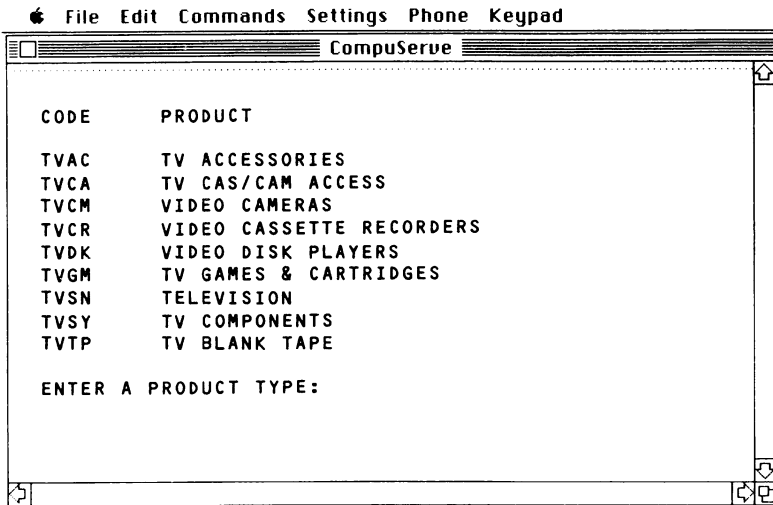 File Edit Commands Settings Phone Keypad
CompuServe
CODE PRODUCT
TVAC TV ACCESSORIES
TVCA TV CAS/CAM ACCESS
TVCM VIDEO CAMERAS
TVCR VIDEO CASSETTE RECORDERS
TVDK VIDEO DISK PLAYERS
TVGM TV GAMES & CARTRIDGES
TVSN TELEVISION
TVSY TV COMPONENTS
TVTP TV BLANK TAPE
ENTER A PRODUCT TYPE: